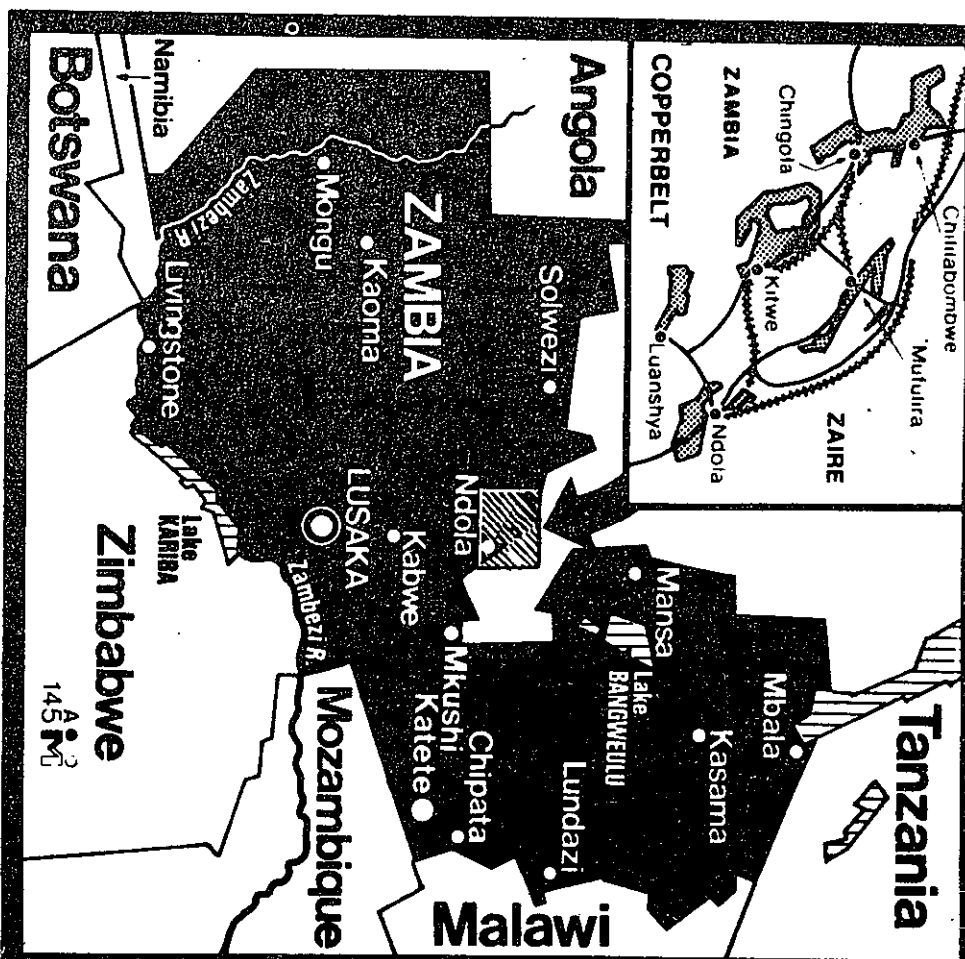 COPPERBELT
ZAMBIA
Chingola
Chililabombwe
Mufulira
Kitwe
Luanshya
Ndola
ZAIRE
Angola
Tanzania
Namibia
Botswana
ZAMBIA
Zambezi R.
Mongu
Kaoma
Solwezi
Livingstone
Ndola
LUSAKA
Kabwe
Mkushi
Katete
Chipata
Lundazi
Mansa
Lake
BANGWEULU
Kasama
Mbala
Zambezi R.
Lake
KARIBA
Zimbabwe
Mozambique
Malawi
145